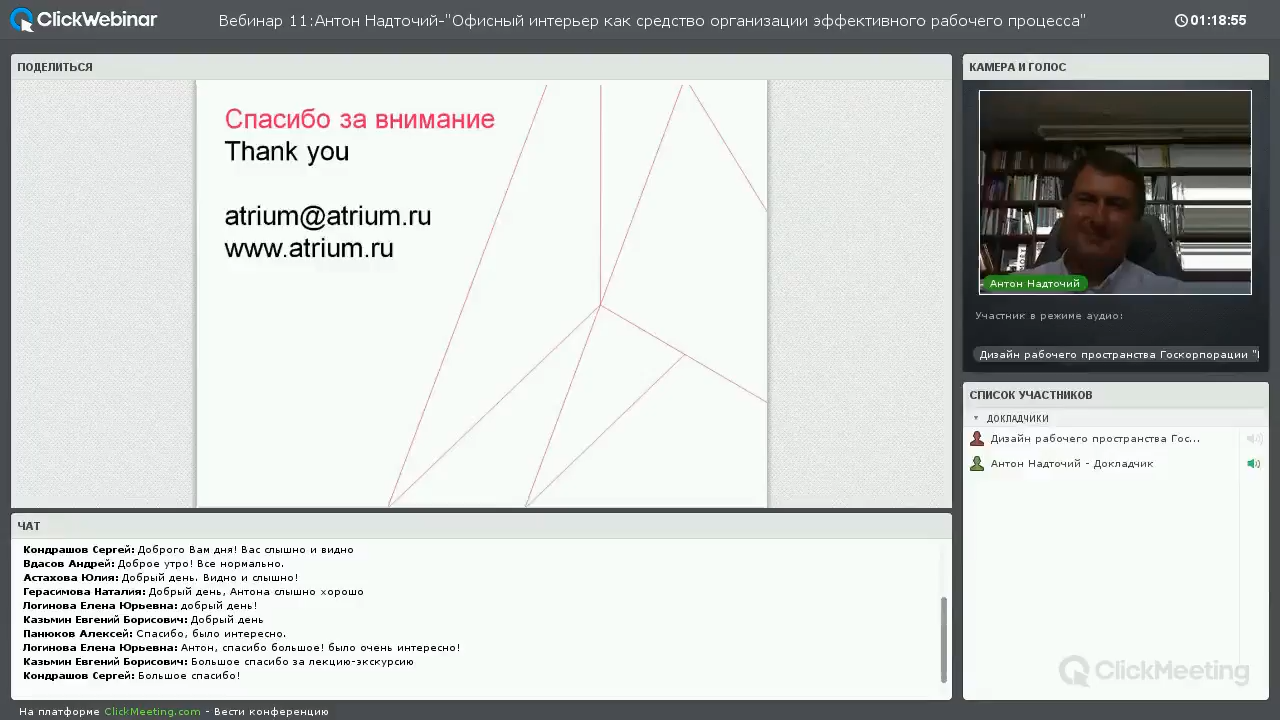 ClickWebinar
Вебинар 11:Антон Надточий-"Офисный интерьер как средство организации эффективного рабочего процесса"
01:18:55
ПОДЕЛИТЬСЯ
Спасибо за внимание
Thank you
atrium@atrium.ru
www.atrium.ru
КАМЕРА И ГОЛОС
Антон Надточий
Участник в режиме аудио:
Дизайн рабочего пространства Госкорпорации "
СПИСОК УЧАСТНИКОВ
ДОКЛАДЧИКИ
Дизайн рабочего пространства Гос...
Антон Надточий - Докладчик
ЧАТ
Кондрашов Сергей: Доброго Вам дня! Вас слышно и видно
Вдасов Андрей: Доброе утро! Все нормально.
Астахова Юлия: Добрый день. Видно и слышно!
Герасимова Наталия: Добрый день, Антона слышно хорошо
Логинова Елена Юрьевна: добрый день!
Казьмин Евгений Борисович: Добрый день
Панюков Алексей: Спасибо, было интересно.
Логинова Елена Юрьевна: Антон, спасибо большое! было очень интересно!
Казьмин Евгений Борисович: Большое спасибо за лекцию-экскурсию
Кондрашов Сергей: Большое спасибо!
ClickMeeting
На платформе ClickMeeting.com - Вести конференцию